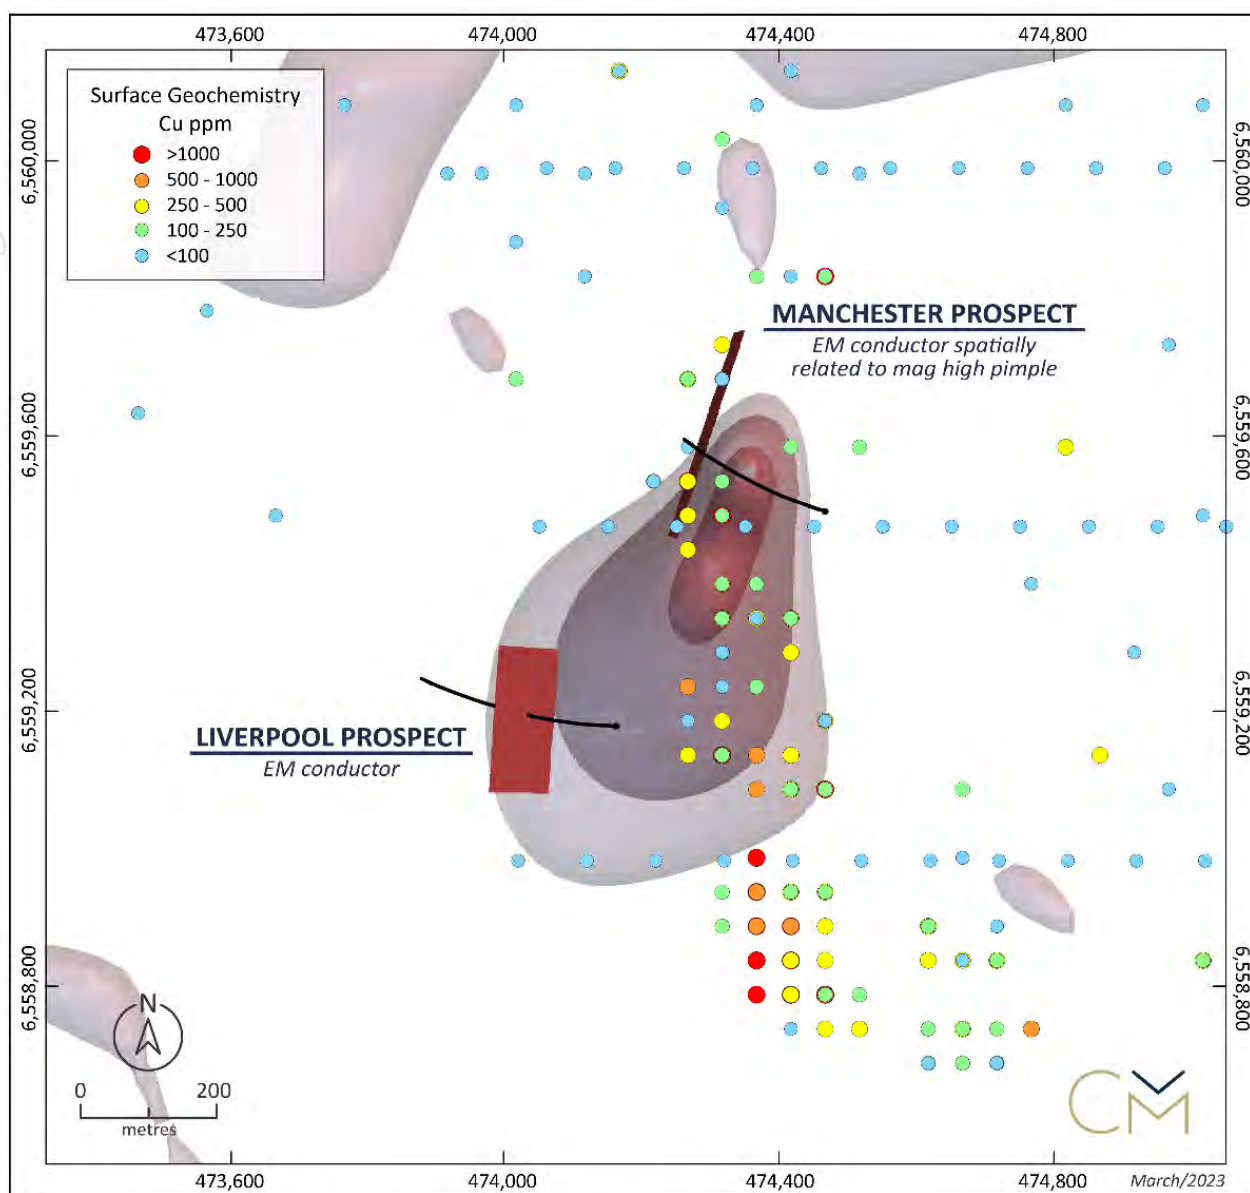 473,600
474,000
474,400
474,800
Surface Geochemistry
Cu ppm
>1000
500 - 1000
250 - 500
100 - 250
<100
6,560,000
6,560,000
MANCHESTER PROSPECT
EM conductor spatially
related to mag high pimple
6,559,600
6,559,600
6,559,200
6,559,200
LIVERPOOL PROSPECT
EM conductor
6,558,800
6,558,800
N
0 200
metres
CM
473,600
474,000
474,400
474,800
March/2023